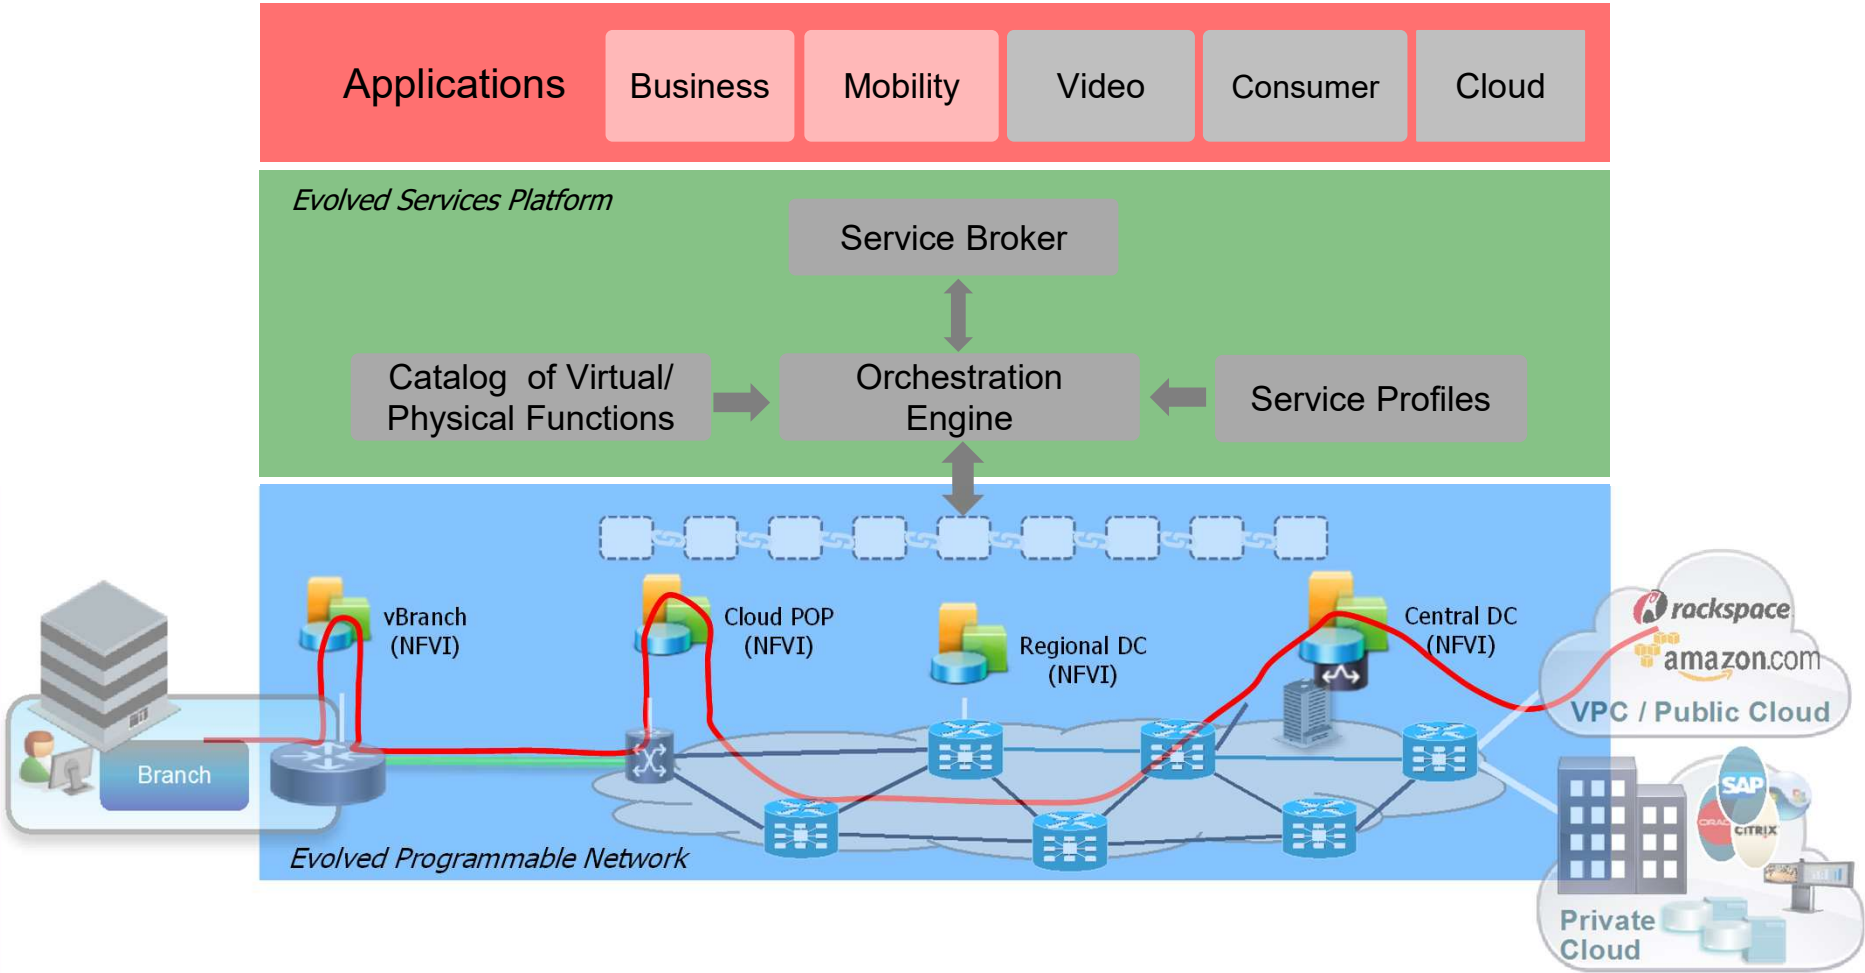 Applications
Business
Mobility
Video
Consumer
Cloud
Evolved Services Platform
Service Broker
Catalog of Virtual/
Physical Functions
Orchestration
Engine
Service Profiles
vBranch
(NFVI)
Cloud POP
(NFVI)
Regional DC
(NFVI)
Central DC
(NFVI)
rackspace
amazon.com
VPC / Public Cloud
Branch
SAP
CITRIX
Evolved Programmable Network
Private
Cloud